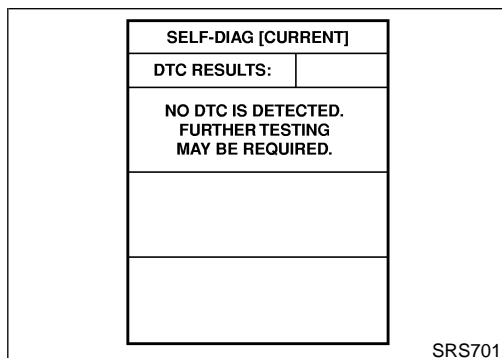 SELF-DIAG [CURRENT]
DTC RESULTS:
NO DTC IS DETECTED.
FURTHER TESTING
MAY BE REQUIRED.
SRS701